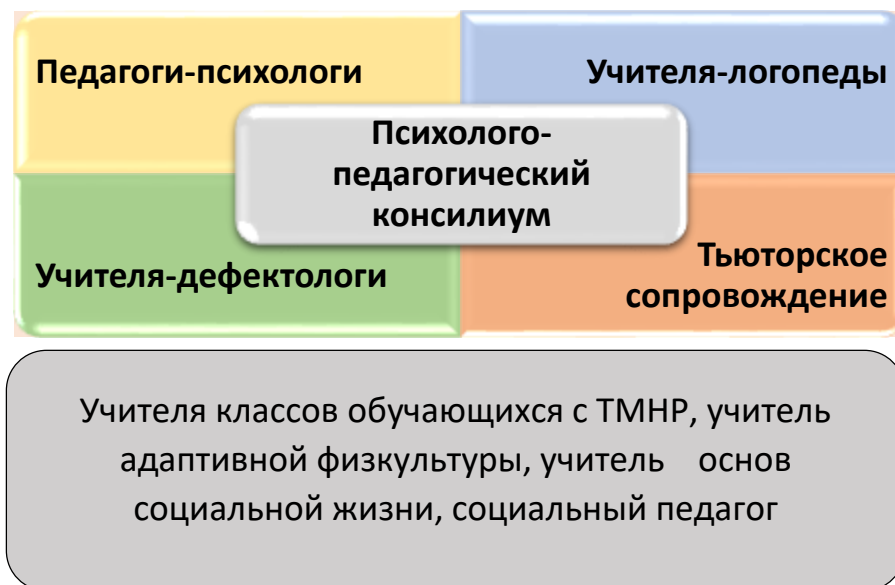 Педагоги-психологи
Учителя-логопеды
Психолого-
педагогический
консилиум
Учителя-дефектологи
Тьюторское
сопровождение
Учителя классов обучающихся с ТМНР, учитель
адаптивной физкультуры, учитель основ
социальной жизни, социальный педагог